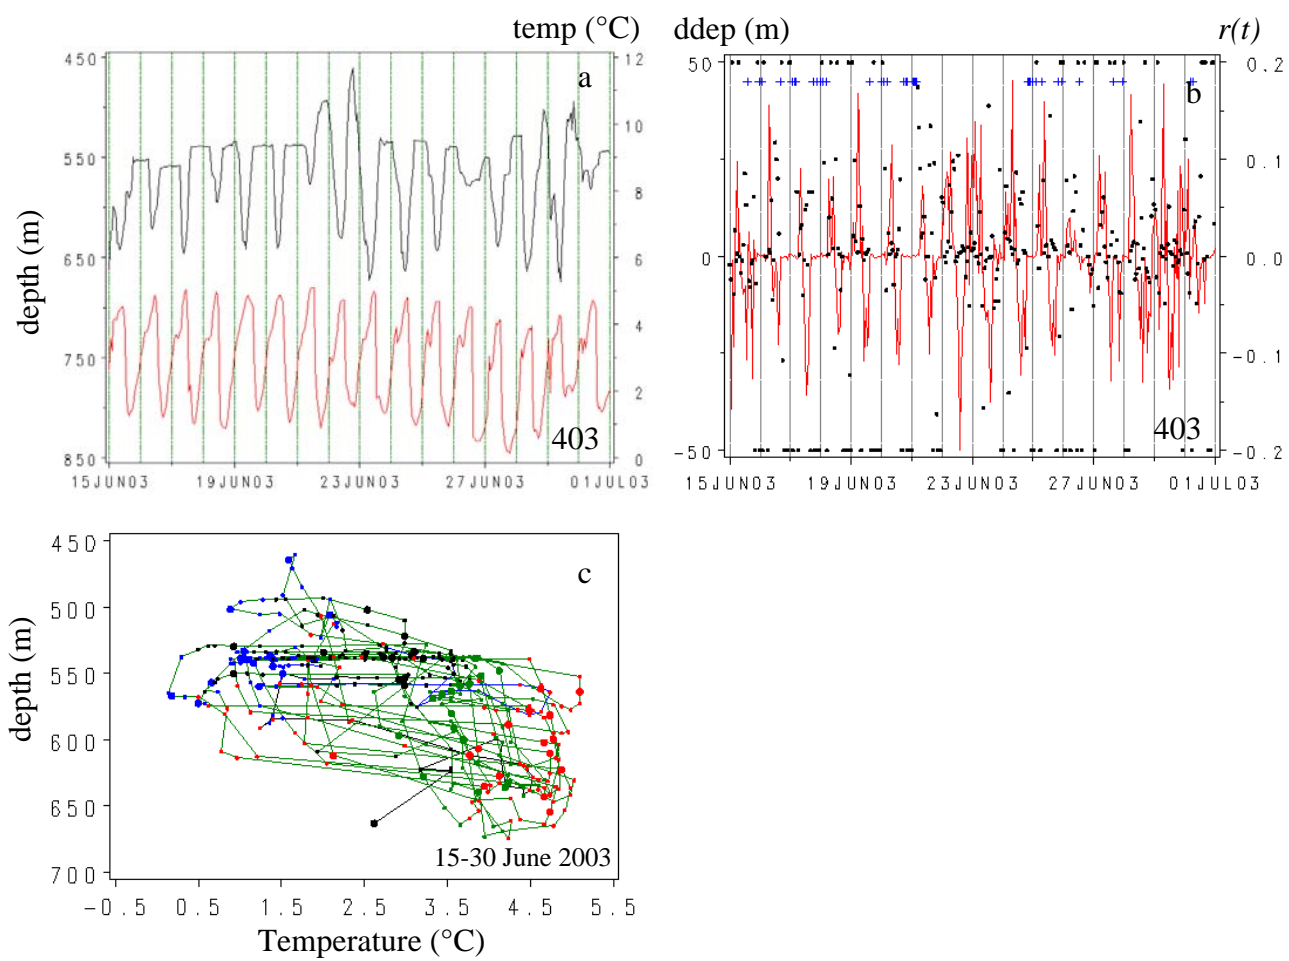 temp (°C)
ddep (m)
r(t)
a
b
450
550
650
750
850
depth (m)
12
10
8
6
4
2
0
403
15JUN03 19JUN03 23JUN03 27JUN03 01JUL03
50
0
-50
0.2
0.1
0.0
-0.1
-0.2
403
15JUN03 19JUN03 23JUN03 27JUN03 01JUL03
c
450
500
550
600
650
700
depth (m)
15-30 June 2003
-0.5 0.5 1.5 2.5 3.5 4.5 5.5
Temperature (°C)